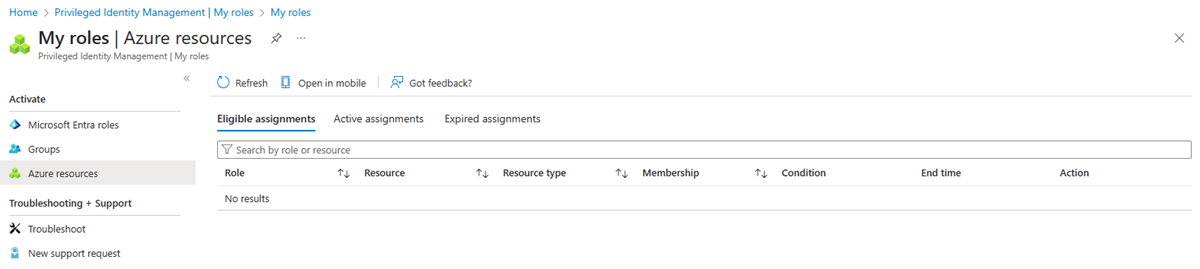 Home > Privileged Identity Management | My roles > My roles
My roles | Azure resources
Privileged Identity Management | My roles
Refresh Open in mobile Got feedback?
Activate
Microsoft Entra roles
Groups
Azure resources
Troubleshooting + Support
Troubleshoot
New support request
Eligible assignments Active assignments Expired assignments
Search by role or resource
Role Resource Resource type Membership Condition End time Action
No results